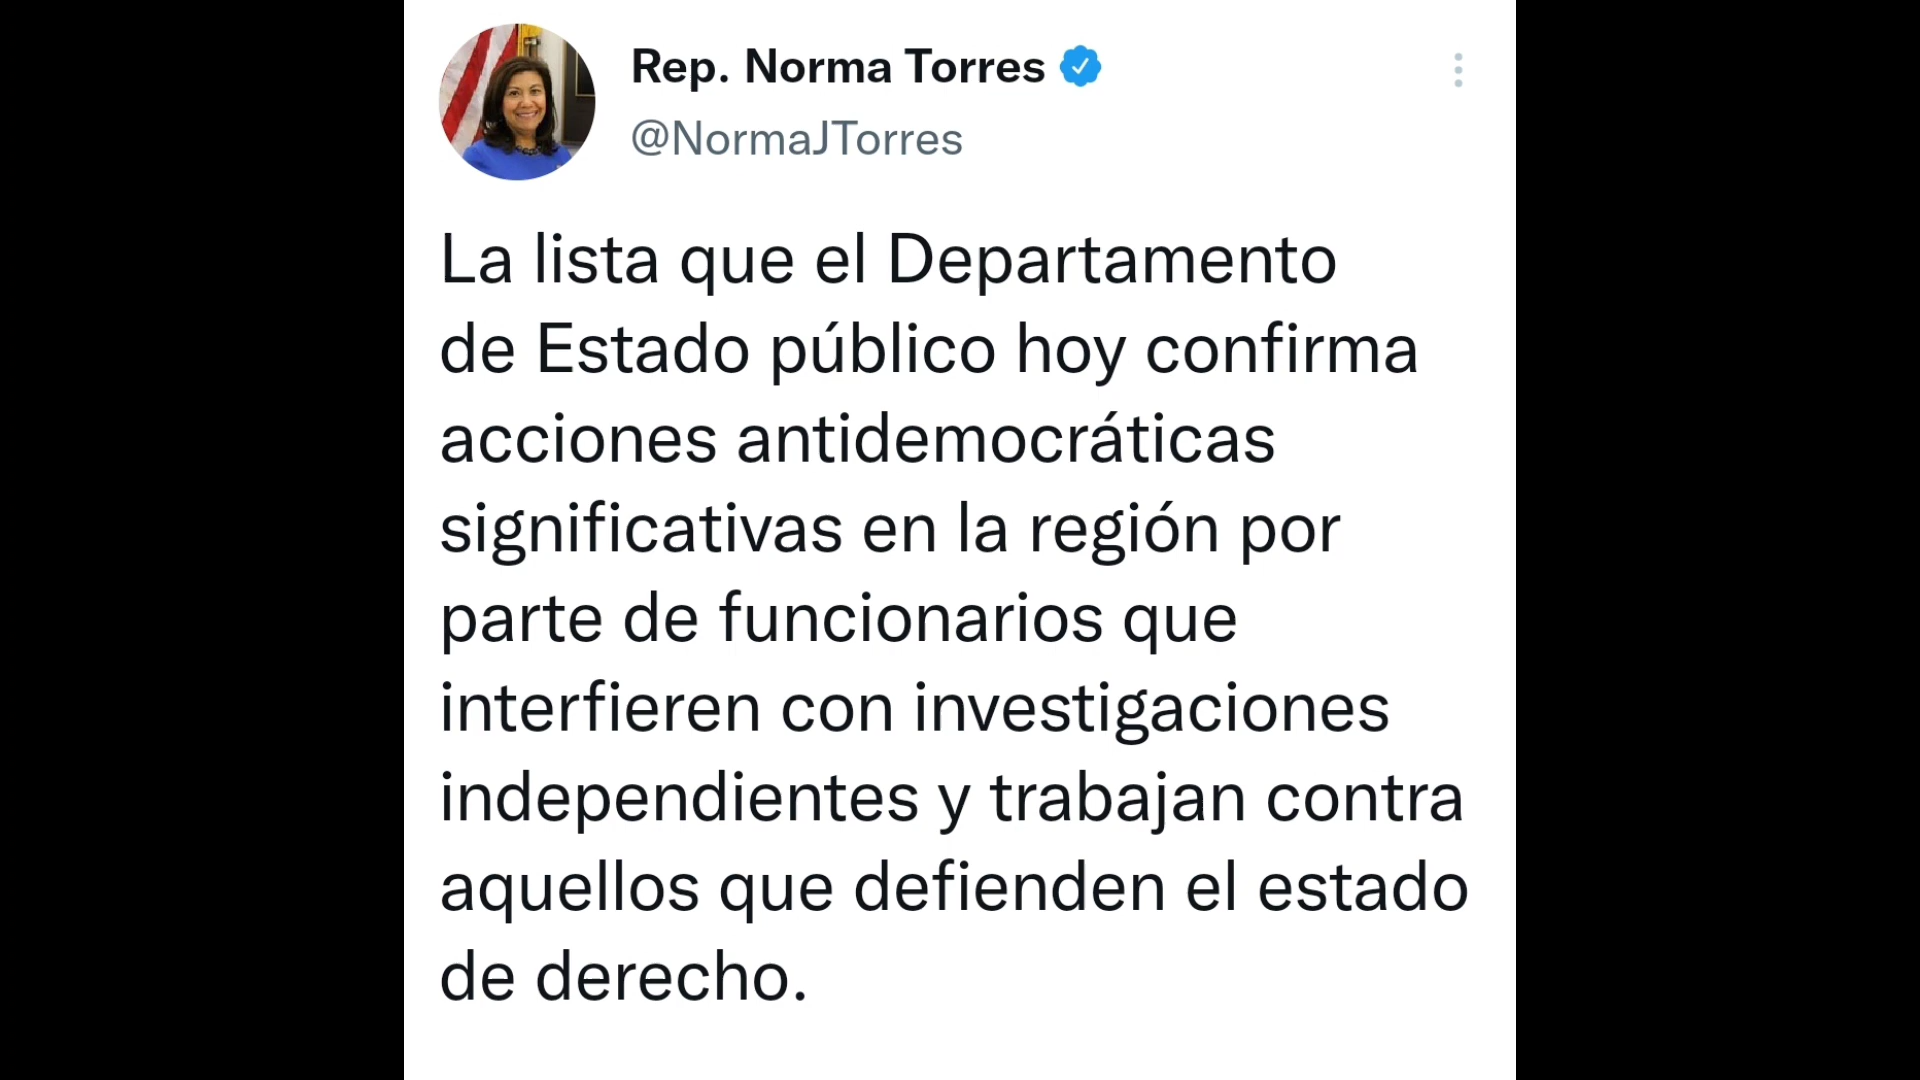 Rep. Norma Torres
@NormaJTorres
La lista que el Departamento
de Estado público hoy confirma
acciones antidemocráticas
significativas en la región por
parte de funcionarios que
interfieren con investigaciones
independientes y trabajan contra
aquellos que defienden el estado
de derecho.